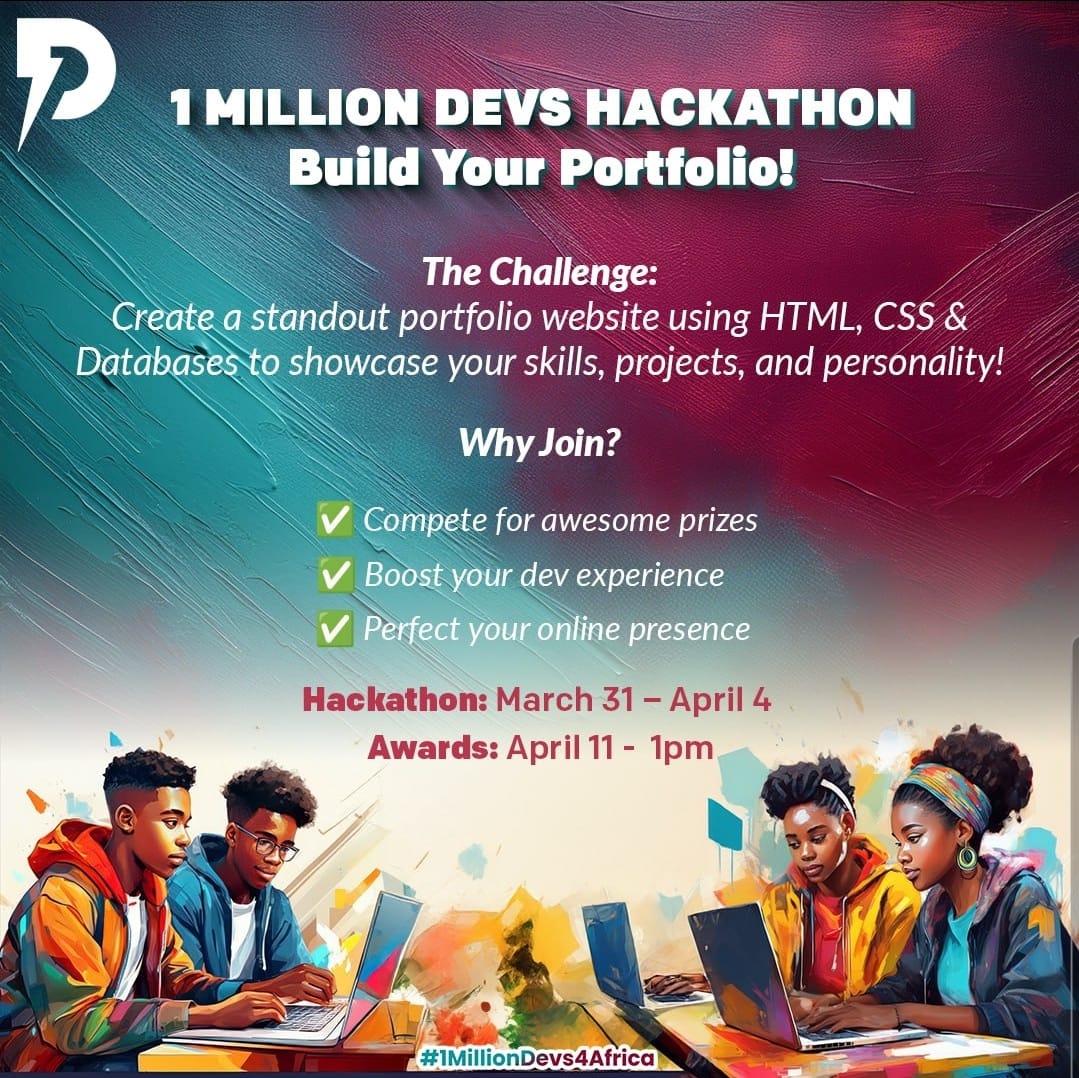 1 MILLION DEVS HACKATHON
Build Your Portfolio!
The Challenge:
Create a standout portfolio website using HTML, CSS &
Databases to showcase your skills, projects, and personality!
Why Join?
✅ Compete for awesome prizes
✅ Boost your dev experience
✅ Perfect your online presence
Hackathon: March 31 – April 4
Awards: April 11 - 1pm
#1MillionDevs4Africa